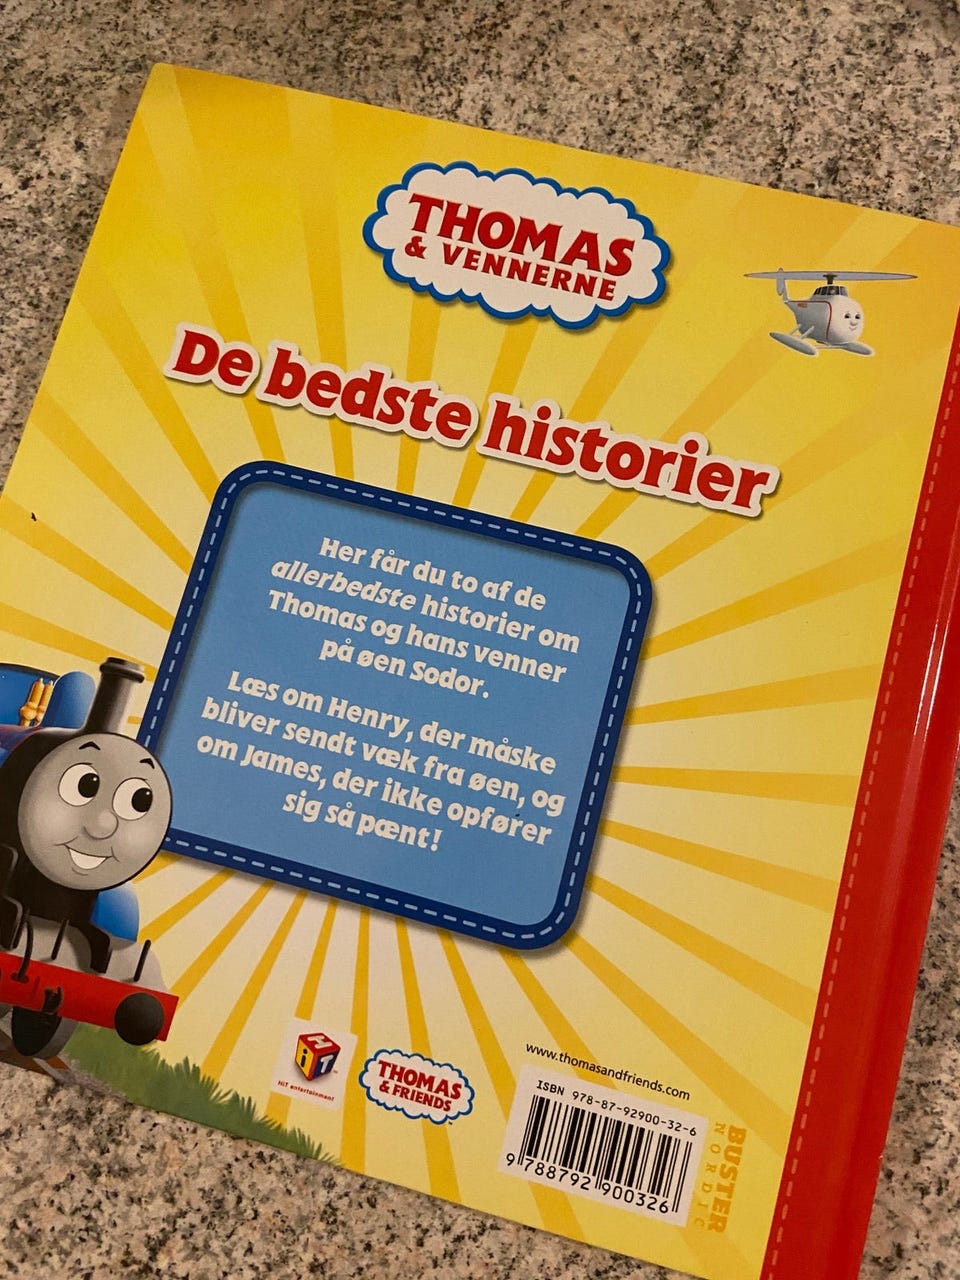 THOMAS
& VENNERNE
De bedste historier
Her får du to af de
allerbedste historier om
Thomas og hans venner
på øen Sodor.
Læs om Henry, der måske
bliver sendt væk fra øen, og
om James, der ikke opfører
sig så pænt!
HiT
HiT entertainment
THOMAS
& FRIENDS
www.thomasandfriends.com
ISBN 978-87-92900-32-6
9 788792 900326
BUSTER
NORDIC